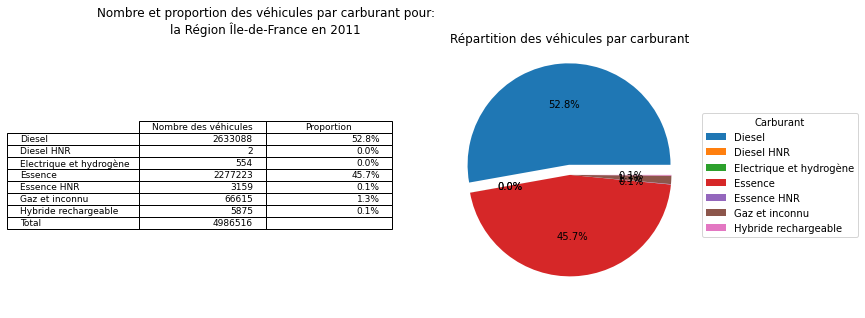 Nombre et proportion des véhicules par carburant pour:
la Région Île-de-France en 2011
Nombre des véhicules Proportion
Diesel 2633088 52.8%
Diesel HNR 2 0.0%
Electrique et hydrogène 554 0.0%
Essence 2277223 45.7%
Essence HNR 3159 0.1%
Gaz et inconnu 66615 1.3%
Hybride rechargeable 5875 0.1%
Total 4986516
Répartition des véhicules par carburant
52.8%
0.0%
0.1%
0.1%
45.7%
Carburant
Diesel
Diesel HNR
Electrique et hydrogène
Essence
Essence HNR
Gaz et inconnu
Hybride rechargeable